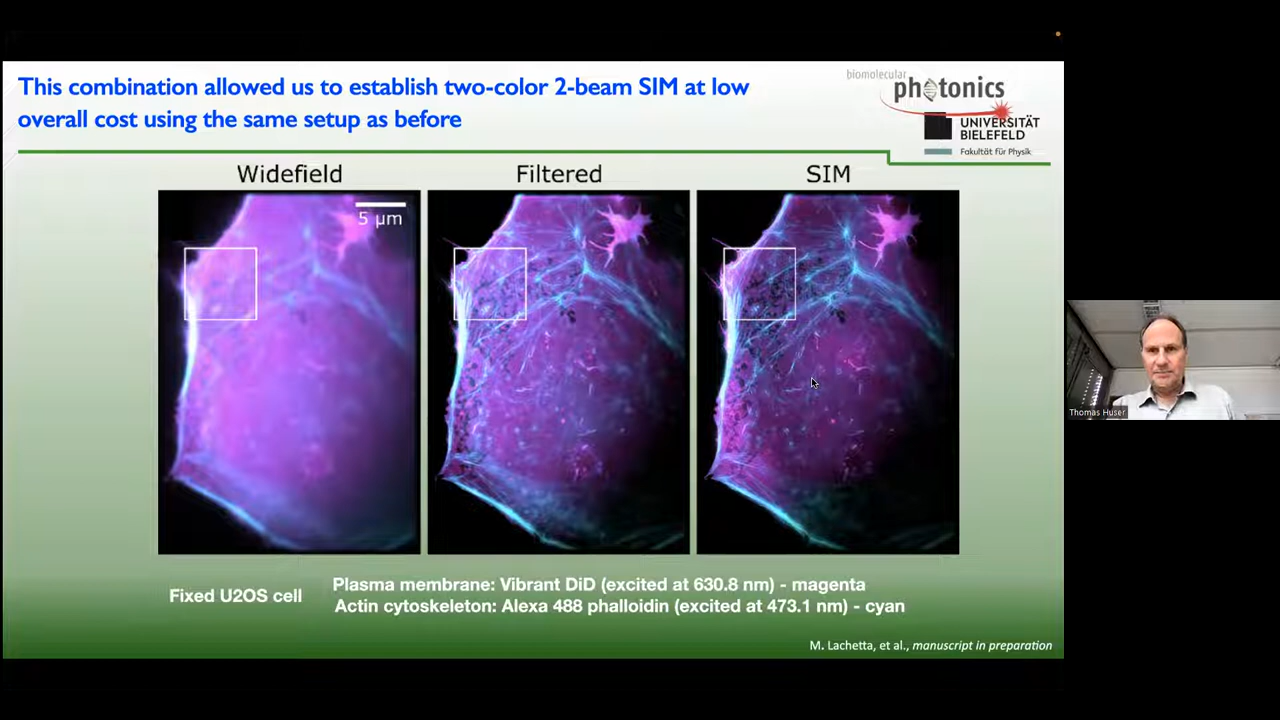 This combination allowed us to establish two-color 2-beam SIM at low
overall cost using the same setup as before
biomolecular
photonics
UNIVERSITÄT
BIELEFELD
Fakultät für Physik
Widefield
Filtered
SIM
5 μm
Thomas Huser
Fixed U2OS cell
Plasma membrane: Vibrant DiD (excited at 630.8 nm) - magenta
Actin cytoskeleton: Alexa 488 phalloidin (excited at 473.1 nm) - cyan
M. Lachetta, et al., manuscript in preparation